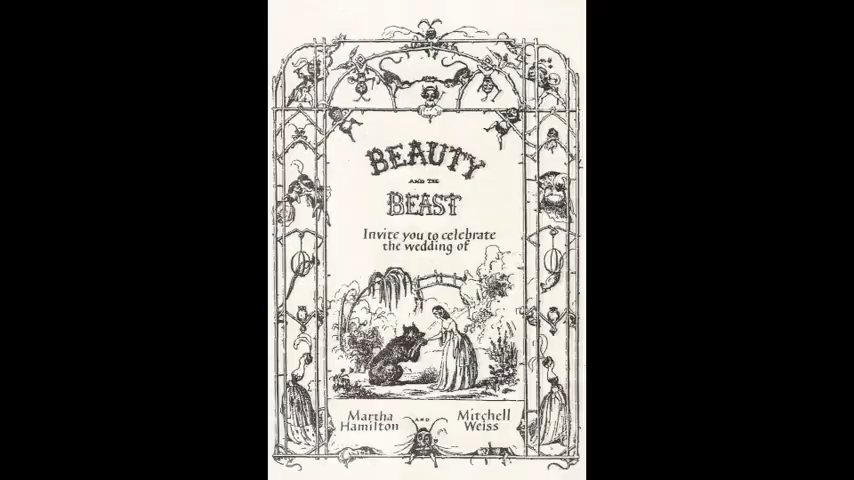 BEAUTY
AND THE
BEAST
Invite you to celebrate
the wedding of
Martha Hamilton
AND
Mitchell Weiss